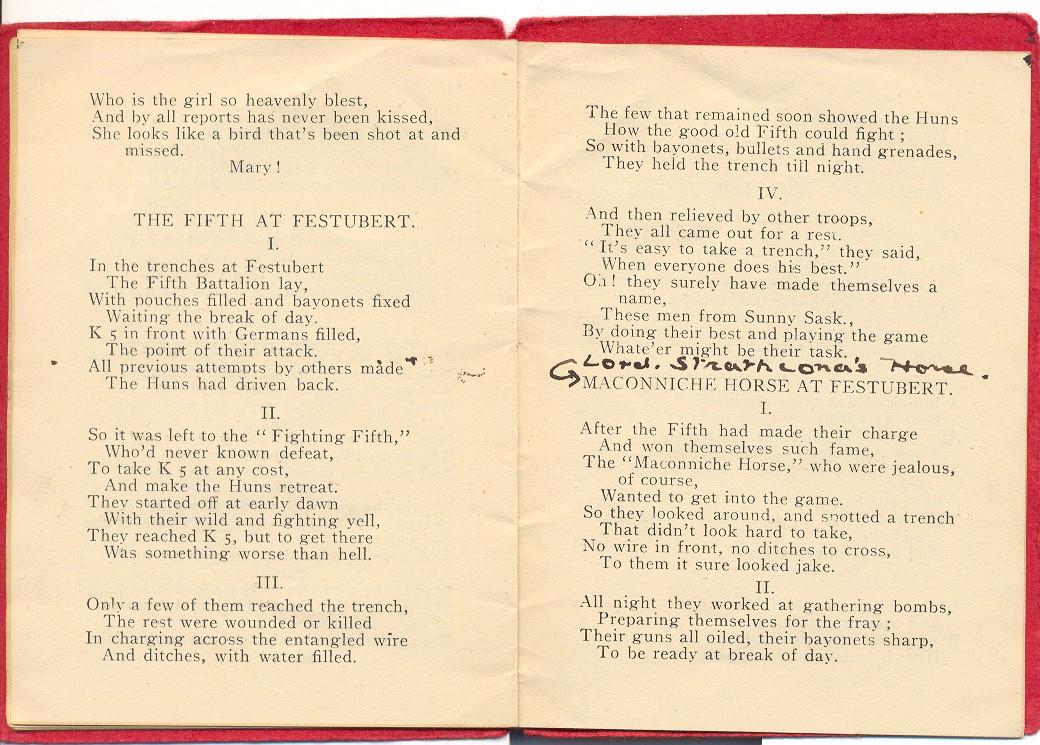 Who is the girl so heavenly blest,
And by all reports has never been kissed,
She looks like a bird that's been shot at and
missed.
Mary!
THE FIFTH AT FESTUBERT.
I.
In the trenches at Festubert
The Fifth Battalion lay,
With pouches filled and bayonets fixed
Waiting the break of day.
K 5 in front with Germans filled,
The point of their attack.
All previous attempts by others made
The Huns had driven back.
II.
So it was left to the "Fighting Fifth,"
Who'd never known defeat,
To take K 5 at any cost,
And make the Huns retreat.
They started off at early dawn
With their wild and fighting yell,
They reached K 5, but to get there
Was something worse than hell.
III.
Only a few of them reached the trench,
The rest were wounded or killed
In charging across the entangled wire
And ditches, with water filled.
The few that remained soon showed the Huns
How the good old Fifth could fight;
So with bayonets, bullets and hand grenades,
They held the trench till night.
IV.
And then relieved by other troops,
They all came out for a rest.
"It's easy to take a trench," they said,
When everyone does his best."
Oh! they surely have made themselves a
name,
These men from Sunny Sask.,
By doing their best and playing the game
Whate'er might be their task.
Lord. Strathcona's Horse.
MACONNICHE HORSE AT FESTUBERT.
I.
After the Fifth had made their charge
And won themselves such fame,
The "Maconniche Horse," who were jealous,
of course,
Wanted to get into the game.
So they looked around, and spotted a trench
That didn't look hard to take,
No wire in front, no ditches to cross,
To them it sure looked jake.
II.
All night they worked at gathering bombs,
Preparing themselves for the fray;
Their guns all oiled, their bayonets sharp,
To be ready at break of day.